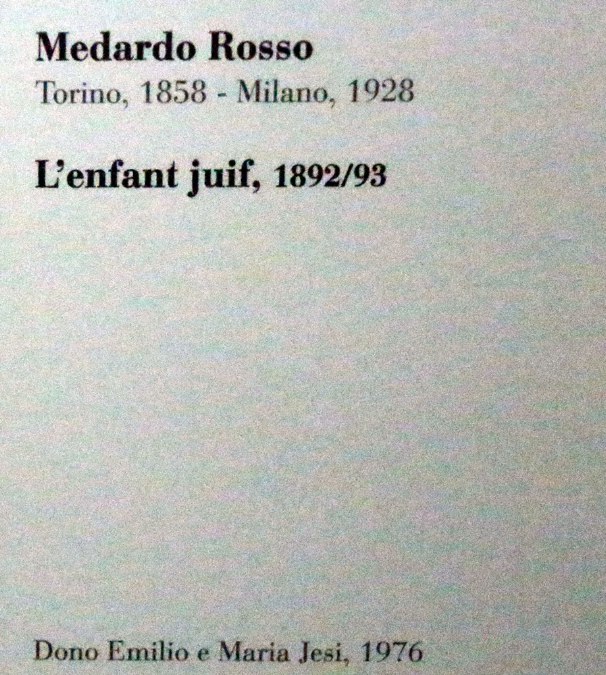 Medardo Rosso
Torino, 1858 - Milano, 1928
L'enfant juif, 1892/93
Dono Emilio e Maria Jesi, 1976